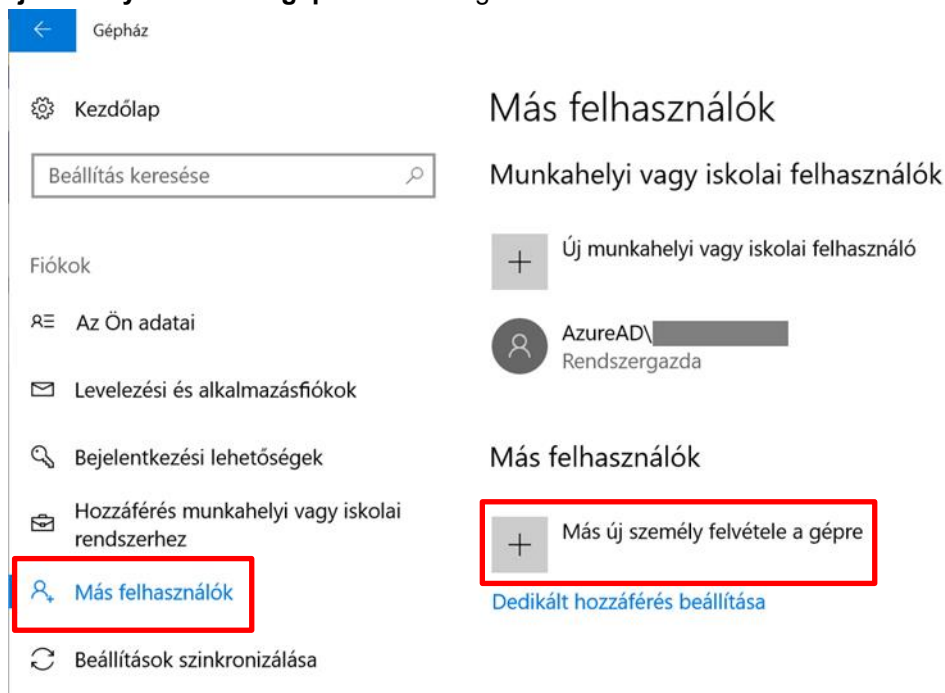 Gépház
Kezdőlap
Beállítás keresése
Fiókok
Az Ön adatai
Levelezési és alkalmazásfiókok
Bejelentkezési lehetőségek
Hozzáférés munkahelyi vagy iskolai
rendszerhez
Más felhasználók
Beállítások szinkronizálása
Más felhasználók
Munkahelyi vagy iskolai felhasználók
Új munkahelyi vagy iskolai felhasználó
AzureAD\
Rendszergazda
Más felhasználók
Más új személy felvétele a gépre
Dedikált hozzáférés beállítása